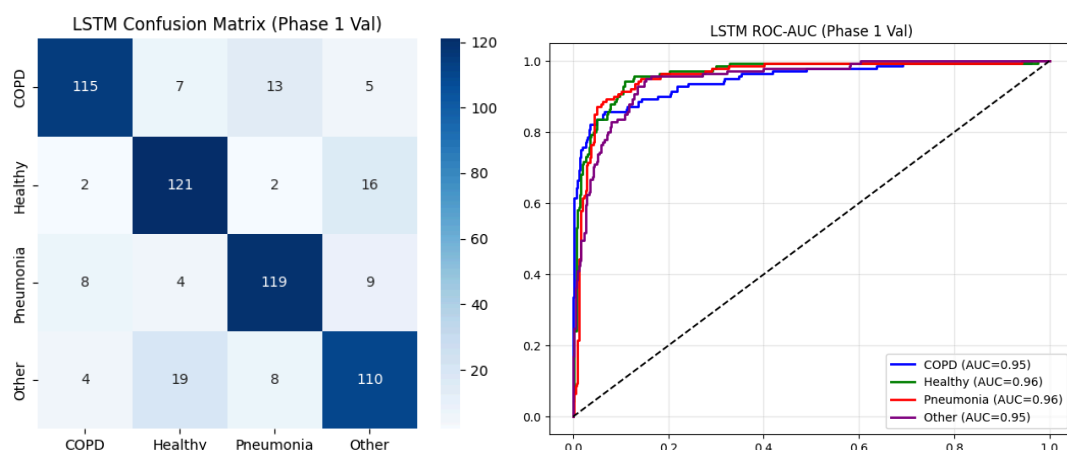 LSTM Confusion Matrix (Phase 1 Val)
COPD
115 7 13 5
Healthy
2 121 2 16
Pneumonia
8 4 119 9
Other
4 19 8 110
COPD Healthy Pneumonia Other
120
100
80
60
40
20
LSTM ROC-AUC (Phase 1 Val)
1.0
0.8
0.6
0.4
0.2
0.0
COPD (AUC=0.95)
Healthy (AUC=0.96)
Pneumonia (AUC=0.96)
Other (AUC=0.95)
0.0 0.2 0.4 0.6 0.8 1.0